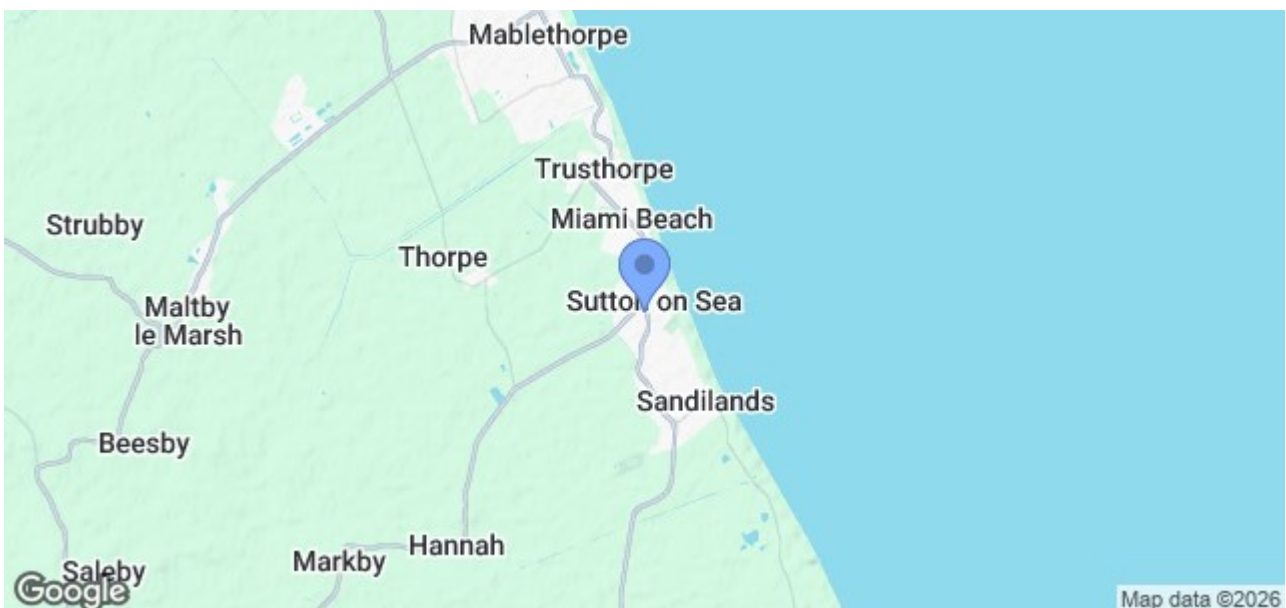 Mablethorpe
Trusthorpe
Miami Beach
Strubby
Thorpe
Sutton on Sea
Maltby
le Marsh
Sandilands
Beesby
Hannah
Markby
Saleby
Google
Map data ©2026